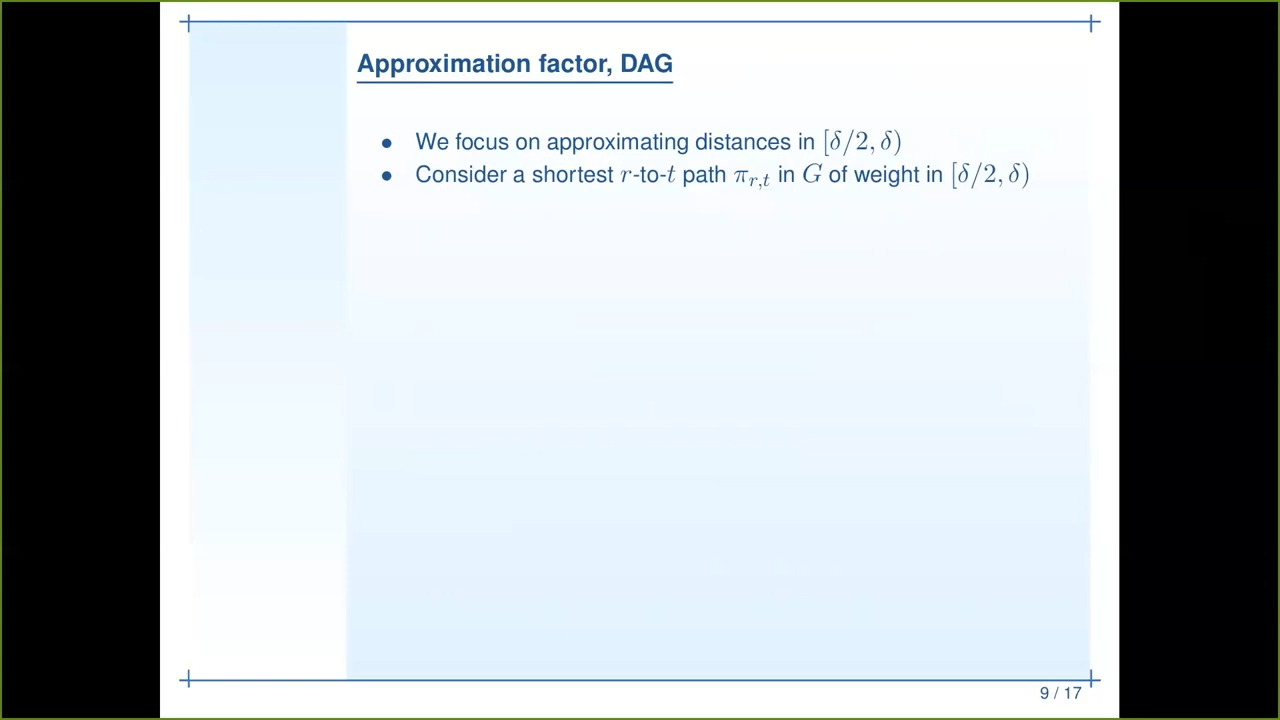 Approximation factor, DAG
• We focus on approximating distances in [δ/2, δ)
• Consider a shortest r-to-t path π_{r,t} in G of weight in [δ/2, δ)
9 / 17